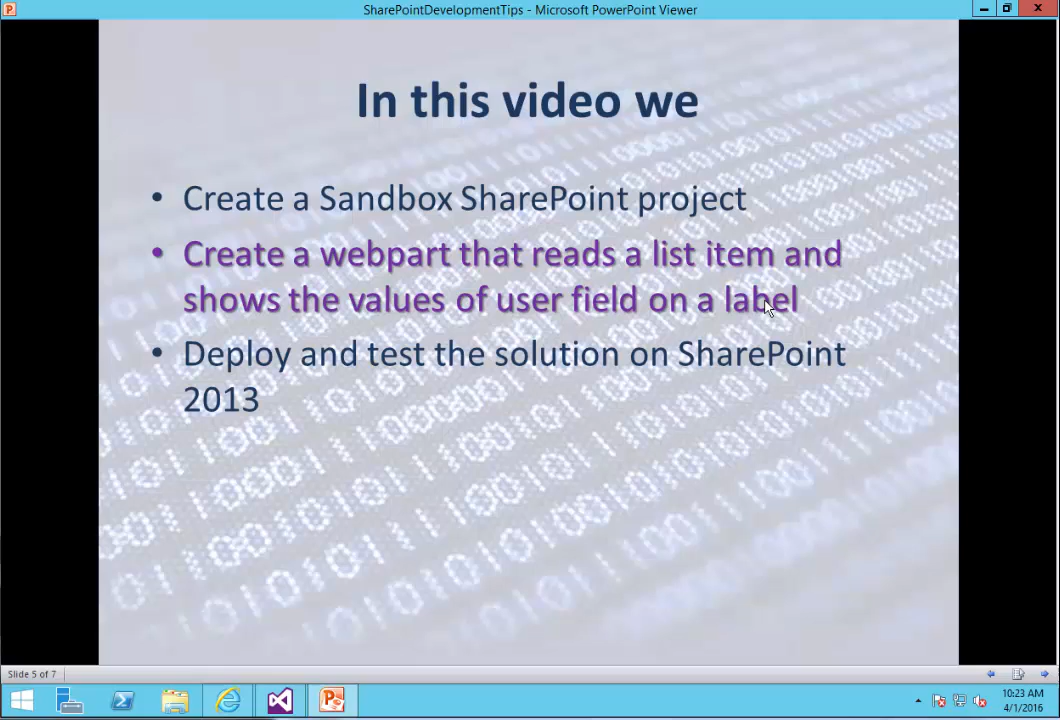 SharePointDevelopmentTips - Microsoft PowerPoint Viewer
In this video we
• Create a Sandbox SharePoint project
• Create a webpart that reads a list item and
shows the values of user field on a label
• Deploy and test the solution on SharePoint
2013
Slide 5 of 7
10:23 AM
4/1/2016